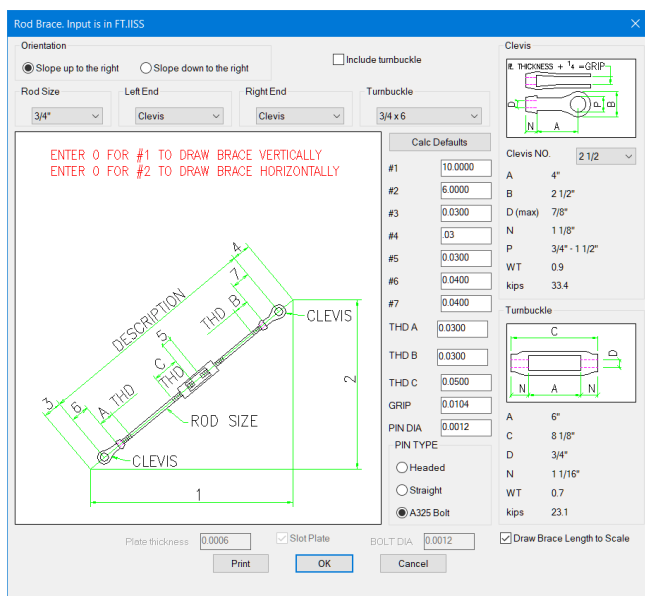 Rod Brace. Input is in FT.IISS
Orientation
Slope up to the right
Slope down to the right
Include turnbuckle
Rod Size
Left End
Right End
Turnbuckle
3/4"
Clevis
Clevis
3/4 x 6
ENTER 0 FOR #1 TO DRAW BRACE VERTICALLY
ENTER 0 FOR #2 TO DRAW BRACE HORIZONTALLY
4
7
DESCRIPTION
THD B
CLEVIS
5
C
THD
2
3
6
A THD
ROD SIZE
CLEVIS
1
Calc Defaults
#1 10.0000
#2 6.0000
#3 0.0300
#4 .03
#5 0.0300
#6 0.0400
#7 0.0400
THD A 0.0300
THD B 0.0300
THD C 0.0500
GRIP 0.0104
PIN DIA 0.0012
PIN TYPE
Headed
Straight
A325 Bolt
Clevis
PL THICKNESS + 1/4 =GRIP
D
P
B
N
A
Clevis NO. 2 1/2
A 4"
B 2 1/2"
D (max) 7/8"
N 1 1/8"
P 3/4" - 1 1/2"
WT 0.9
kips 33.4
Turnbuckle
C
D
N
A
N
A 6"
C 8 1/8"
D 3/4"
N 1 1/16"
WT 0.7
kips 23.1
Plate thickness 0.0006
Slot Plate
BOLT DIA 0.0012
Draw Brace Length to Scale
Print
OK
Cancel